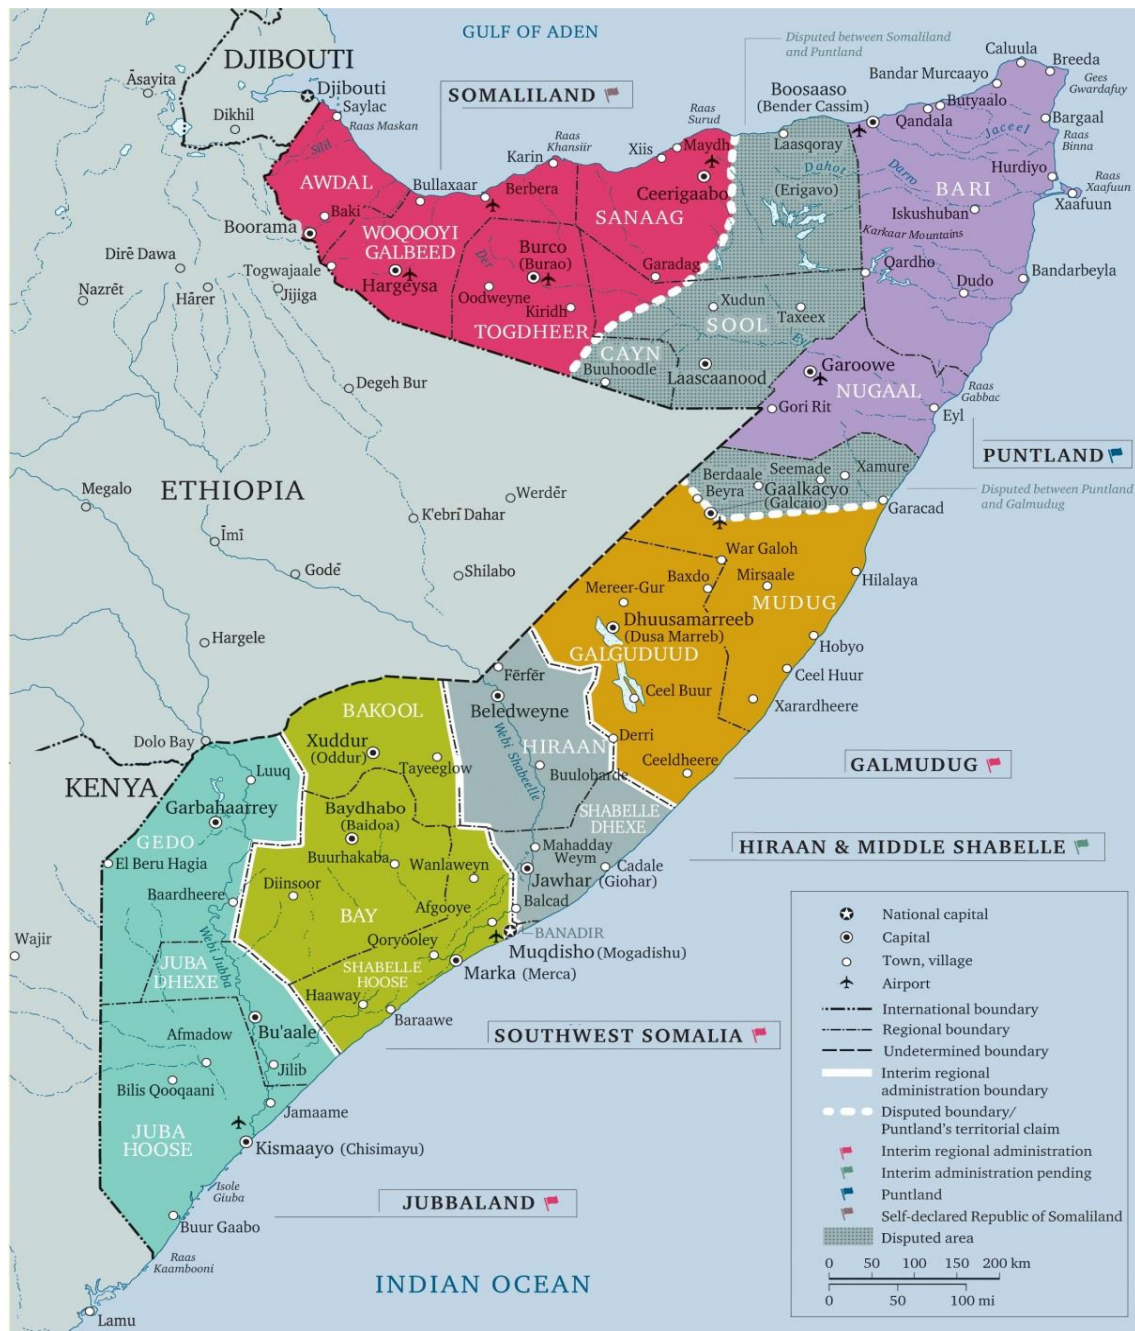 GULF OF ADEN
Disputed between Somaliland
and Puntland
DJIBOUTI
Āsayita
Djibouti
Saylac
Raas Maskan
Dikhil
SOMALILAND
Caluula
Breeda
Gees
Gwardafuy
Bandar Murcaayo
Boosaaso
(Bender Cassim)
Butyaalo
Qandala
Bargaal
Raas
Binna
Jaceel
Raas
Surud
Maydh
Xiis
Raas
Khansiir
Karin
Laasqoray
Silil
Dahot
Darro
Hurdiyo
Raas
Xaafuun
Xaafuun
AWDAL
Bullaxaar
Berbera
Ceerigaabo
(Erigavo)
BARI
SANAAG
Iskushuban
Baki
Boorama
WOQOOYI
GALBEED
Karkaar Mountains
Burco
(Burao)
Der
Dirē Dawa
Togwajaale
Hargeysa
Garadag
Qardho
Bandarbeyla
Nazrēt
Hārer
Jijiga
Oodweyne
Kiridh
Xudun
Taxeex
Dudo
TOGDHEER
SOOL
Ey
CAYN
Buuhoodle
Laascaanood
Garoowe
NUGAAL
Raas
Gabbac
Degeh Bur
Gori Rit
Eyl
PUNTLAND
Berdaale
Seemade
Xamure
Beyra
Gaalkacyo
(Galcaio)
Garacad
Disputed between Puntland
and Galmudug
Megalo
ETHIOPIA
Werdēr
K'ebrī Dahar
Īmī
Godē
Shilabo
War Galoh
Baxdo
Mirsaale
Hilalaya
Mereer-Gur
MUDUG
Dhuusamarreeb
(Dusa Marreb)
GALGUDUUD
Hobyo
Hargele
Ceel Huur
Fērfēr
Ceel Buur
Xarardheere
Beledweyne
BAKOOL
Derri
HIRAAN
Webi Shabeelle
Dolo Bay
Xuddur
(Oddur)
Tayeeglow
Buulobarde
Ceeldheere
GALMUDUG
KENYA
Luuq
Garbahaarrey
Baydhabo
(Baidoa)
SHABELLE
DHEXE
GEDO
El Beru Hagia
Buurhakaba
Wanlaweyn
Mahadday
Weym
Cadale
HIRAAN & MIDDLE SHABELLE
Jawhar (Giohar)
Baardheere
Diinsoor
Balcad
BAY
Afgooye
BANADIR
Wajir
Webi Jubba
Qoryooley
Muqdisho (Mogadishu)
JUBA
DHEXE
SHABELLE
HOOSE
Marka (Merca)
Haaway
Baraawe
Bu'aale
SOUTHWEST SOMALIA
Afmadow
Jilib
Bilis Qooqaani
Jamaame
JUBA
HOOSE
Kismaayo (Chisimayu)
Isole
Giuba
JUBBALAND
Buur Gaabo
Raas
Kaambooni
INDIAN OCEAN
Lamu
National capital
Capital
Town, village
Airport
International boundary
Regional boundary
Undetermined boundary
Interim regional
administration boundary
Disputed boundary/
Puntland's territorial claim
Interim regional administration
Interim administration pending
Puntland
Self-declared Republic of Somaliland
Disputed area
0 50 100 150 200 km
0 50 100 mi